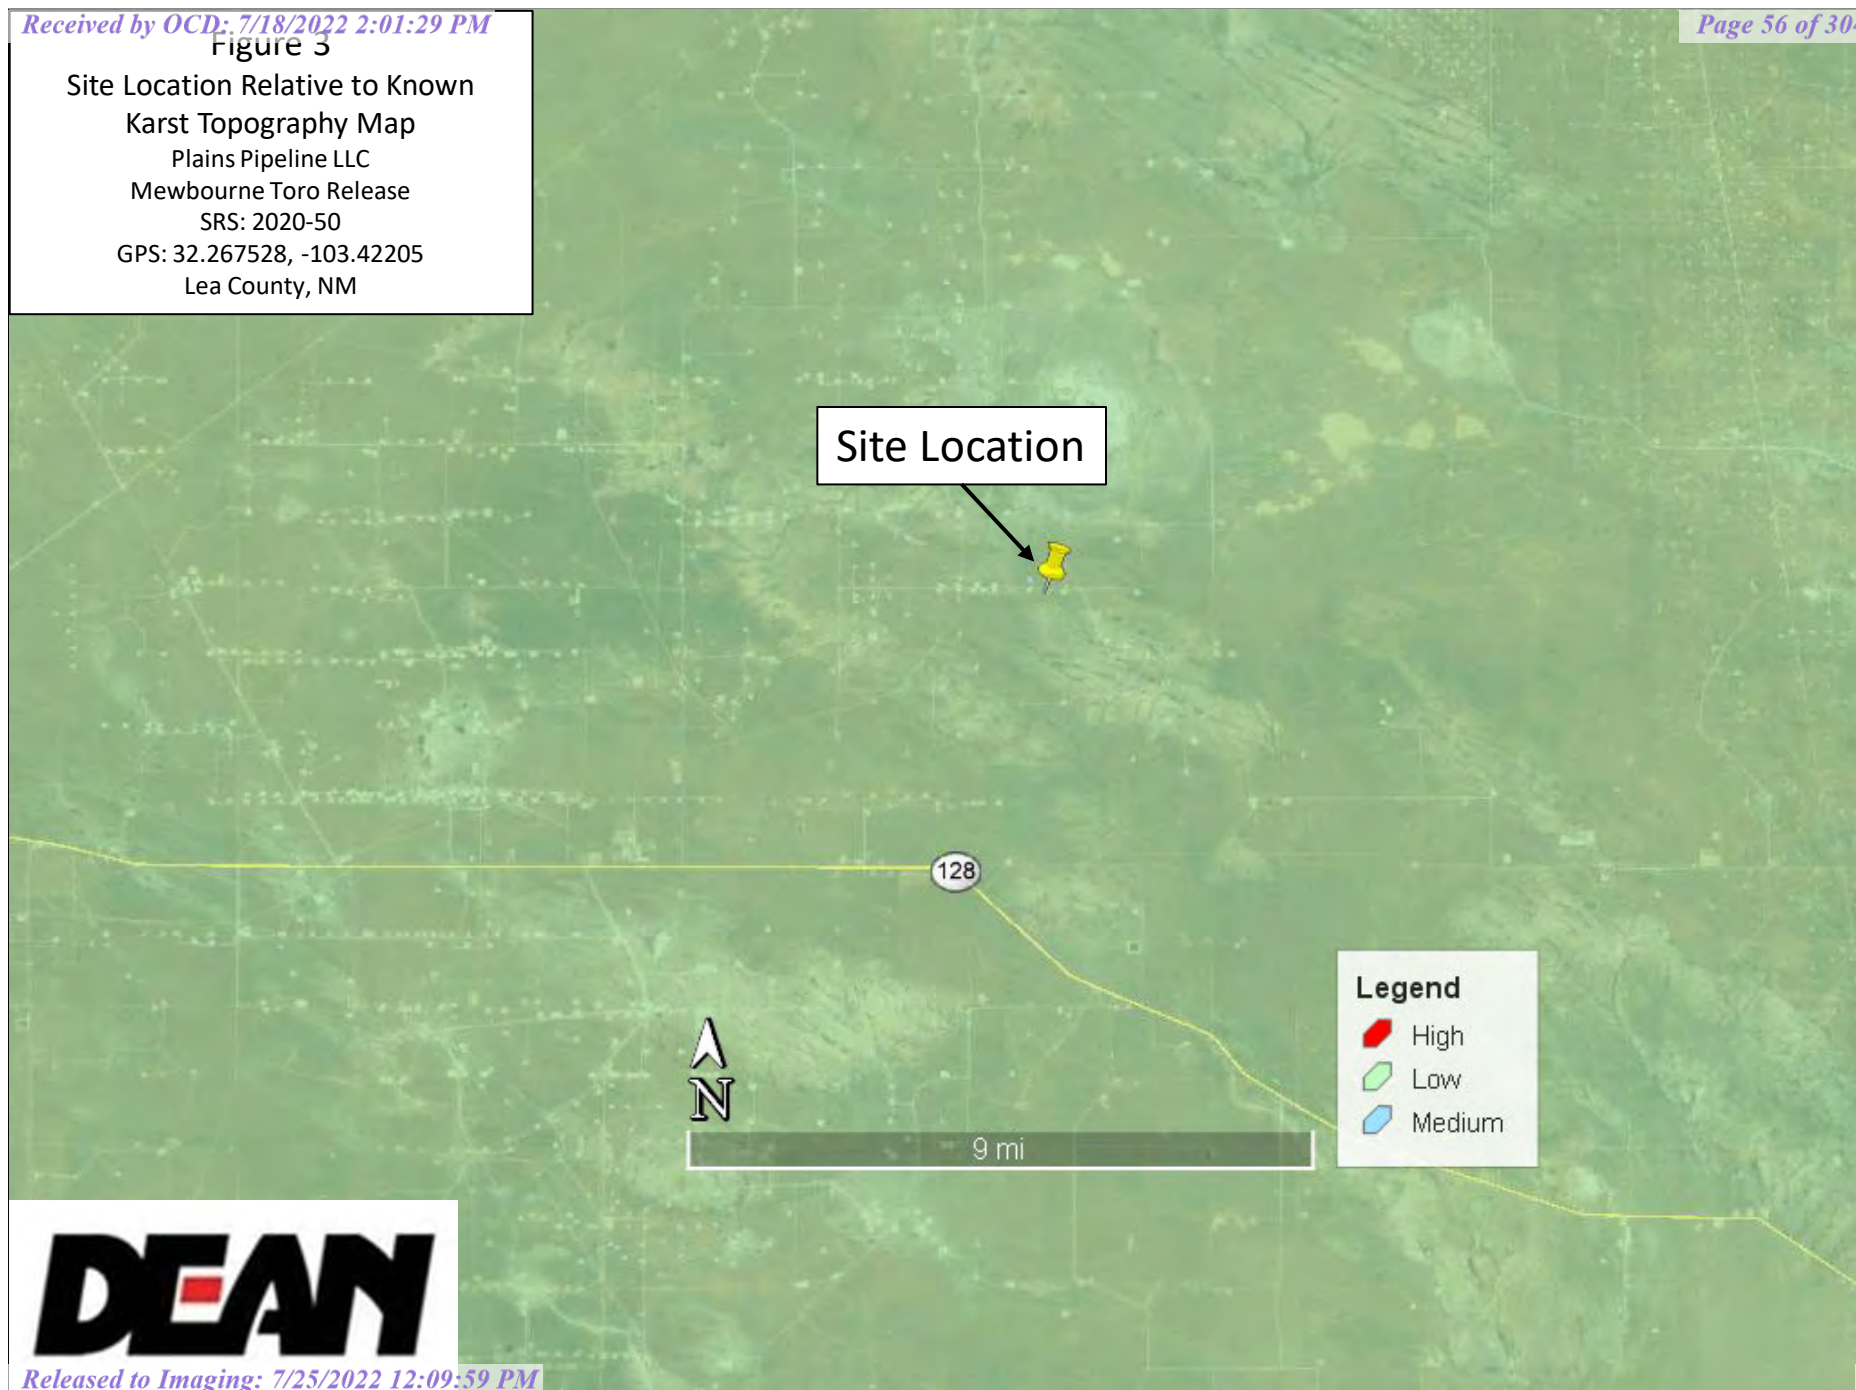 Received by OCD: 7/18/2022 2:01:29 PM
Page 56 of 304
Figure 3
Site Location Relative to Known
Karst Topography Map
Plains Pipeline LLC
Mewbourne Toro Release
SRS: 2020-50
GPS: 32.267528, -103.42205
Lea County, NM
Site Location
128
Legend
High
Low
Medium
N
9 mi
DEAN
Released to Imaging: 7/25/2022 12:09:59 PM